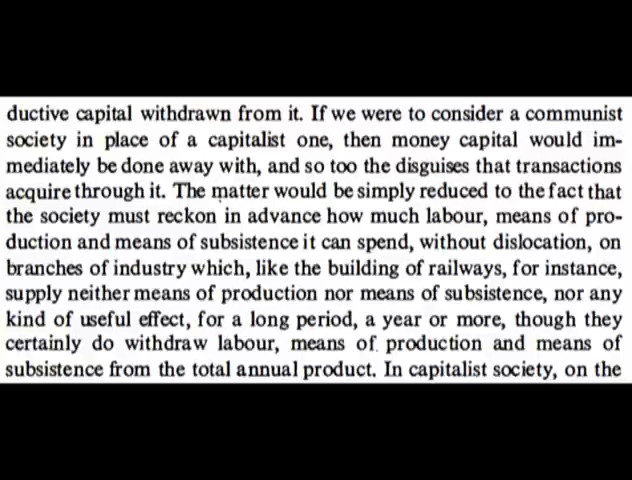 ductive capital withdrawn from it. If we were to consider a communist
society in place of a capitalist one, then money capital would im-
mediately be done away with, and so too the disguises that transactions
acquire through it. The matter would be simply reduced to the fact that
the society must reckon in advance how much labour, means of pro-
duction and means of subsistence it can spend, without dislocation, on
branches of industry which, like the building of railways, for instance,
supply neither means of production nor means of subsistence, nor any
kind of useful effect, for a long period, a year or more, though they
certainly do withdraw labour, means of production and means of
subsistence from the total annual product. In capitalist society, on the